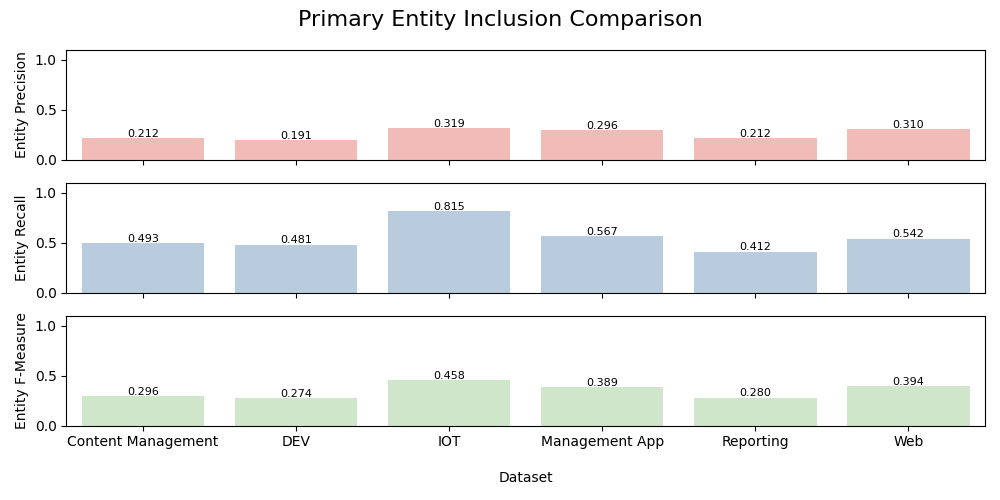 Primary Entity Inclusion Comparison
Entity Precision
1.0
0.5
0.0
0.212
0.191
0.319
0.296
0.212
0.310
Entity Recall
1.0
0.5
0.0
0.493
0.481
0.815
0.567
0.412
0.542
Entity F-Measure
1.0
0.5
0.0
0.296
0.274
0.458
0.389
0.280
0.394
Content Management
DEV
IOT
Management App
Reporting
Web
Dataset